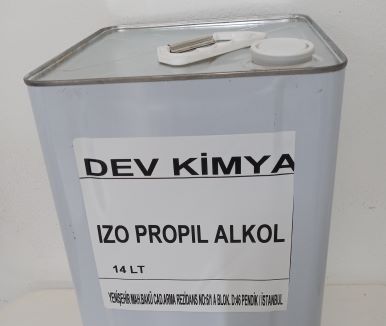 DEV KİMYA
IZO PROPIL ALKOL
14 LT
YENİŞEHİR MAH.BAKÜ CAD.ARMA REZİDANS NO:6/1 A BLOK. D:46 PENDİK / İSTANBUL